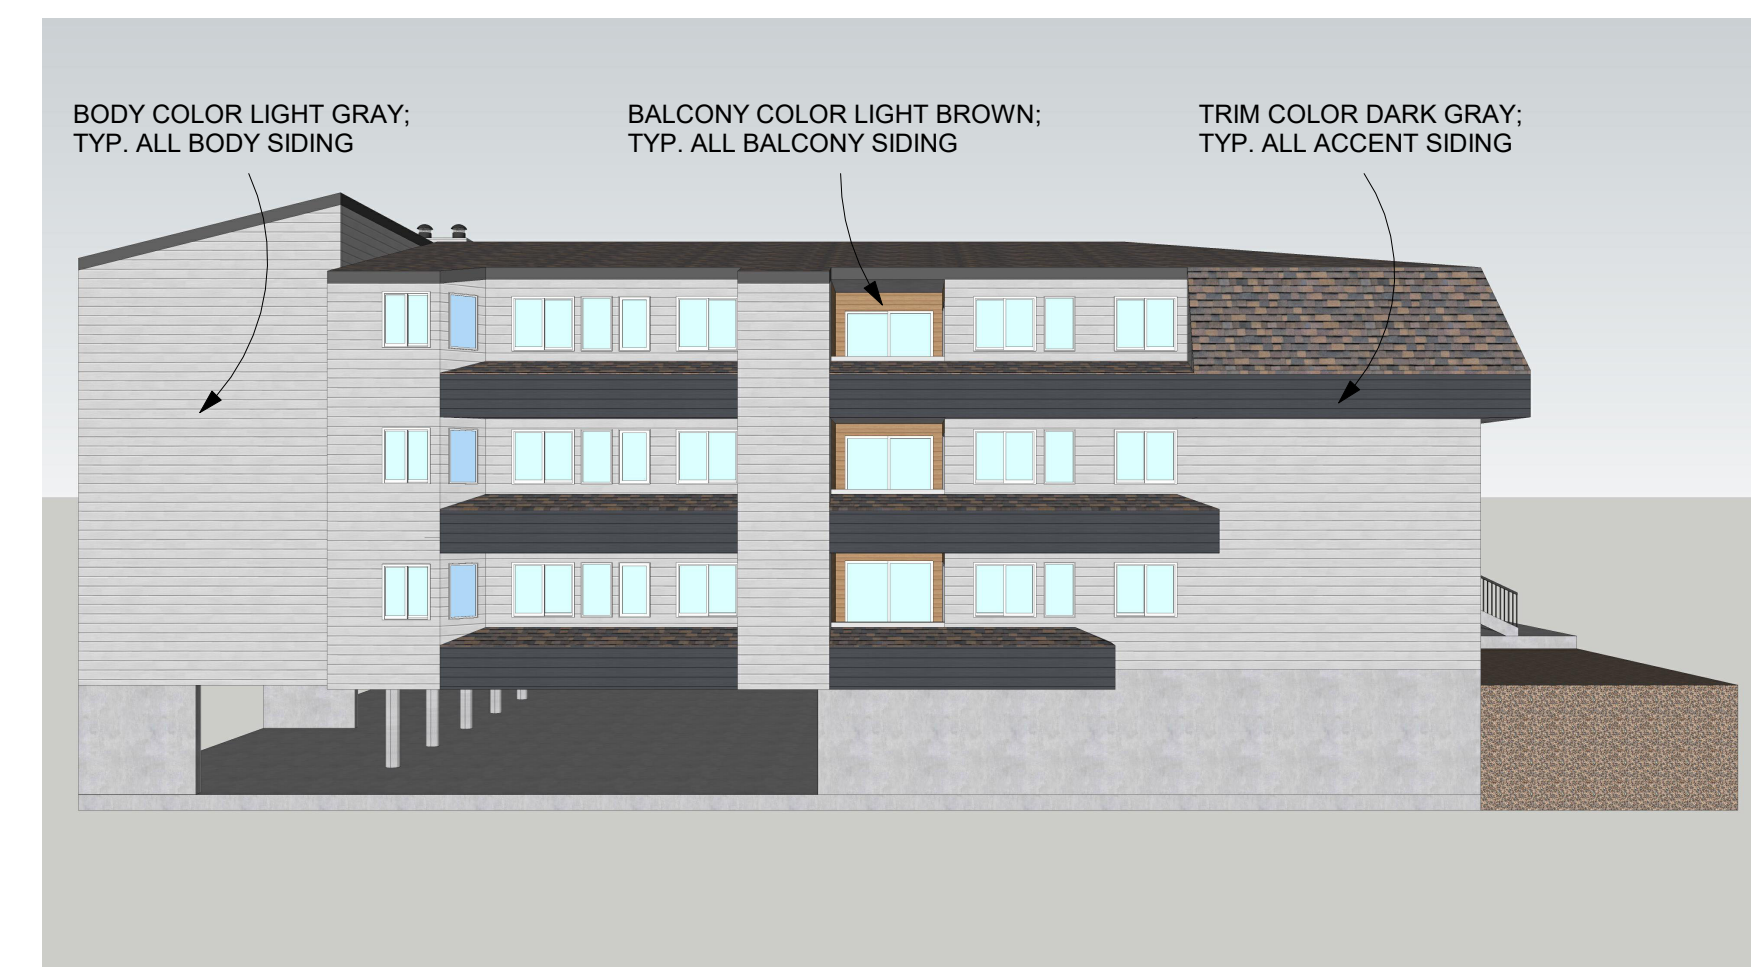 BODY COLOR LIGHT GRAY;
TYP. ALL BODY SIDING
BALCONY COLOR LIGHT BROWN;
TYP. ALL BALCONY SIDING
TRIM COLOR DARK GRAY;
TYP. ALL ACCENT SIDING